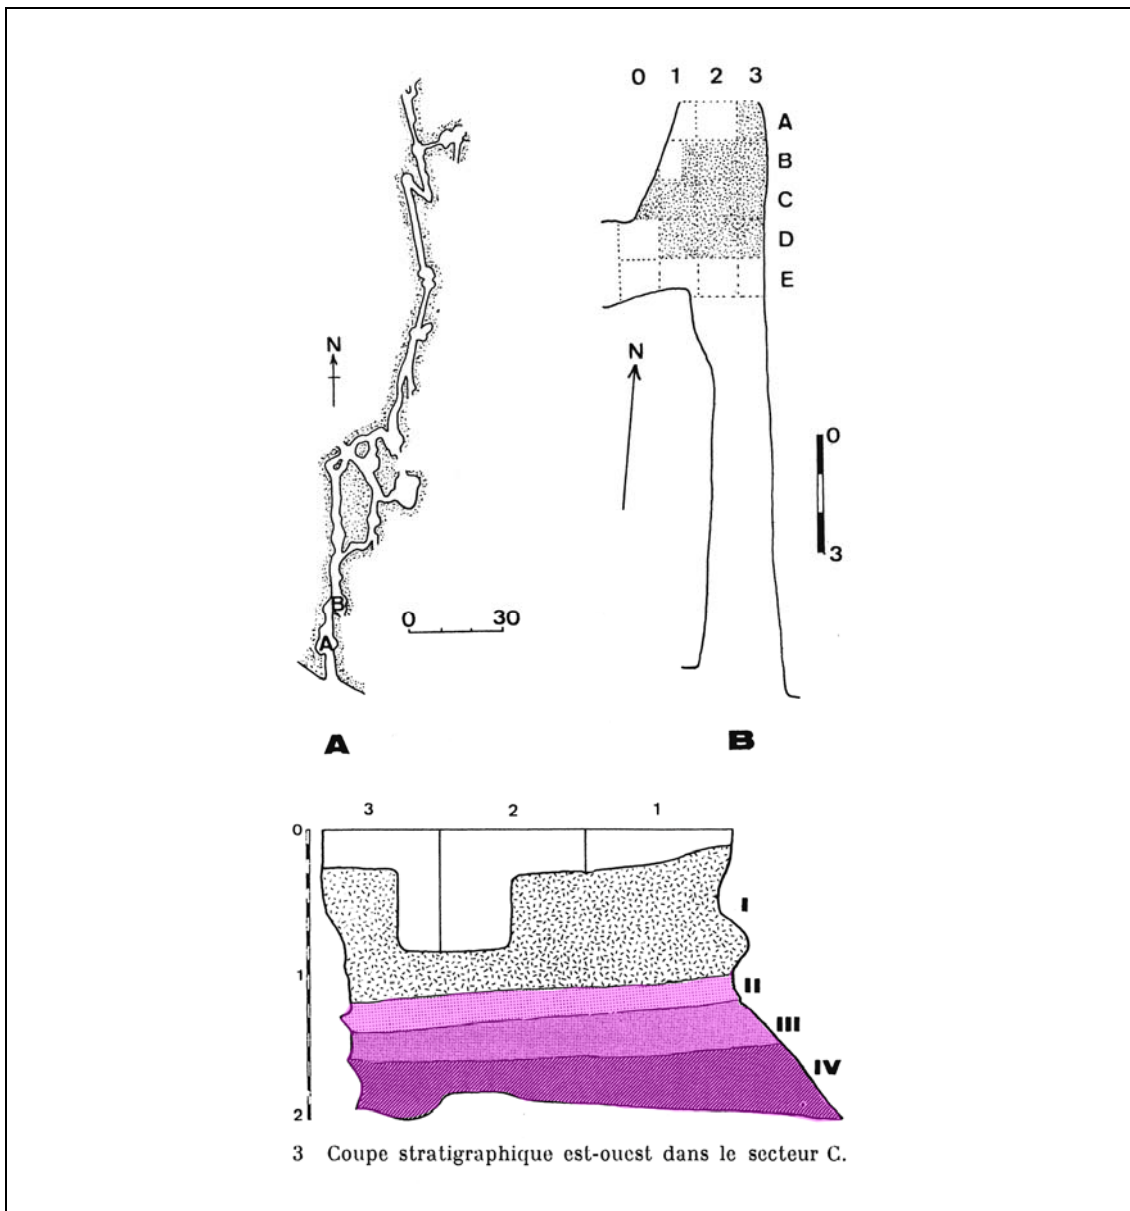 0 1 2 3
A
B
C
D
E
N
N
0
3
B
A
0 30
A B
3 2 1
0
I
1
II
III
IV
2
3 Coupe stratigraphique est-ouest dans le secteur C.